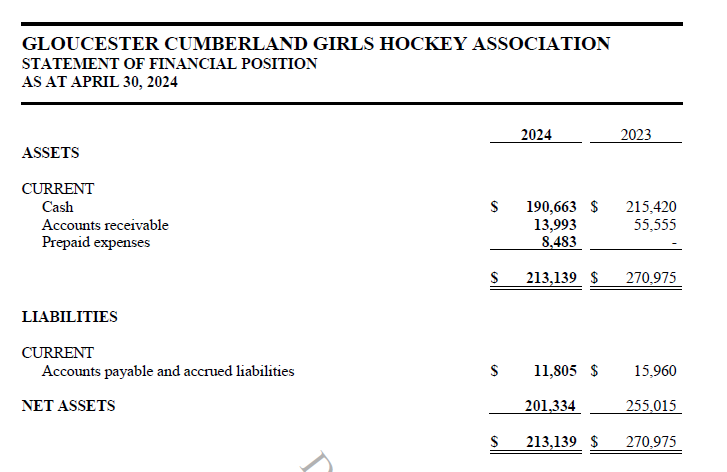 GLOUCESTER CUMBERLAND GIRLS HOCKEY ASSOCIATION
STATEMENT OF FINANCIAL POSITION
AS AT APRIL 30, 2024
2024 2023
ASSETS
CURRENT
Cash $ 190,663 $ 215,420
Accounts receivable 13,993 55,555
Prepaid expenses 8,483 -
$ 213,139 $ 270,975
LIABILITIES
CURRENT
Accounts payable and accrued liabilities $ 11,805 $ 15,960
NET ASSETS 201,334 255,015
$ 213,139 $ 270,975